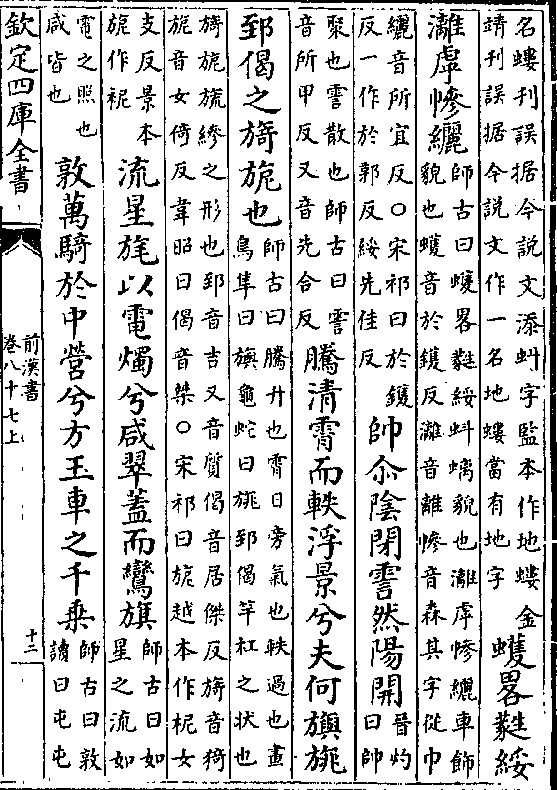 名螻刊誤据今說文添蚪字監本作地螻金
靖刊誤据今說文作一名地螻當有地字
蠖畧蕤綏
灕虖幓纚
師古曰蠖畧蕤綏蚪螭貌也灕虖幓纚車飾
貌也蠖音於鑊反灕音離幓音森其字從巾
纚音所宜反○宋祁曰於鑊
反一作於郭反綏先佳反
帥尒陰閉霅然陽開
晉灼
曰帥
聚也霅散也師古曰霅
音所甲反又音先合反
騰清霄而軼浮景兮夫何旟旐
郅偈之旖旎也
師古曰騰升也霄日旁氣也軼過也畫
鳥隼曰旟龜蛇曰旐郅偈竿杠之状也
旖旎旒縿之形也郅音吉又音質偈音居傑反旖音猗
旎音女倚反韋昭曰偈音桀○宋祁曰旎越本作柅女
支反景本
旎作柅
流星旄以電燭兮咸翠蓋而鸞旗
師古曰如
星之流如
電之照也
咸皆也
敦萬騎於中營兮方玉車之千乗
師古曰敦
讀曰屯屯
欽定四庫全書
前漢書
卷八十七上
十二